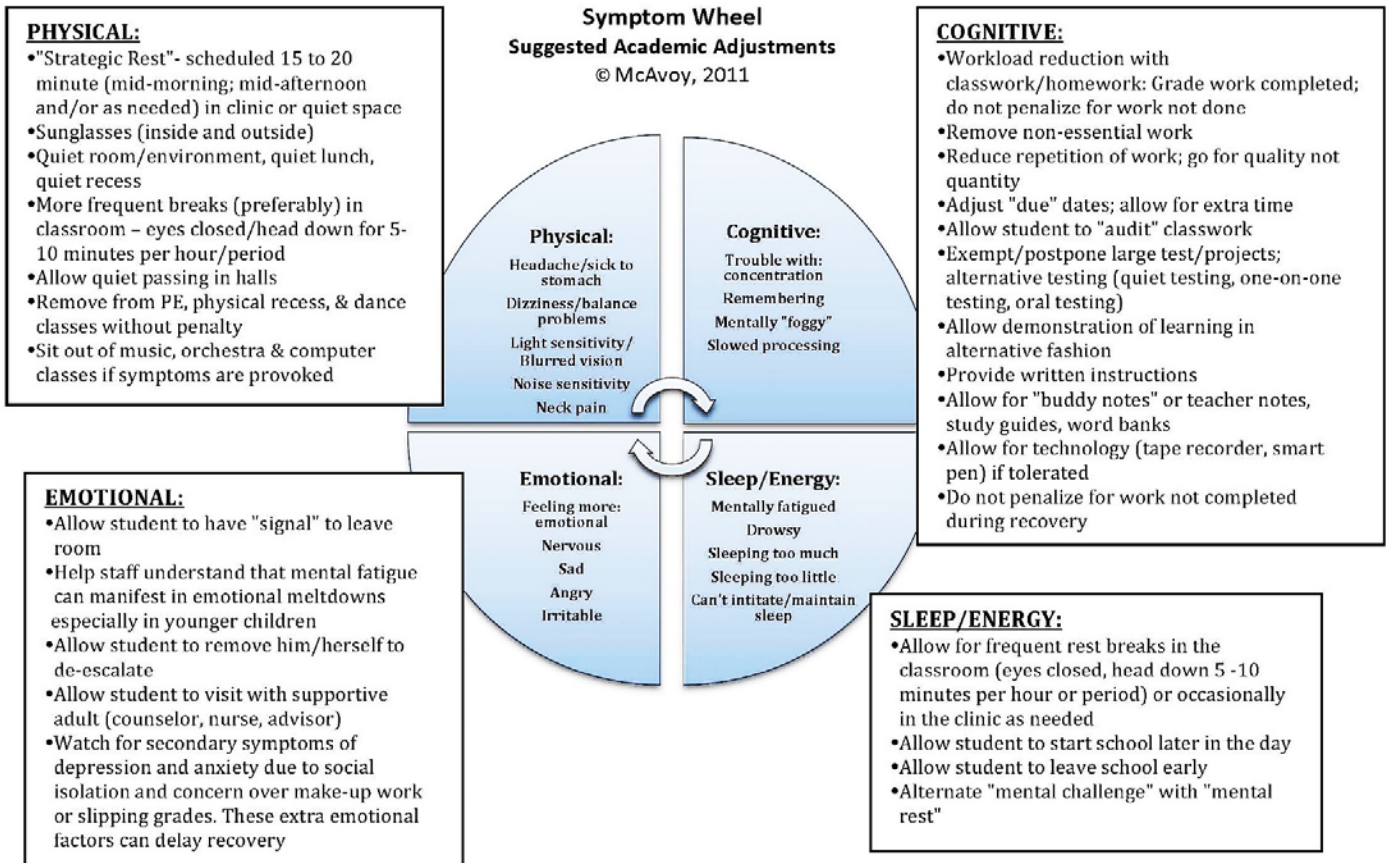 Symptom Wheel
Suggested Academic Adjustments
© McAvoy, 2011
PHYSICAL:
•"Strategic Rest"- scheduled 15 to 20
minute (mid-morning; mid-afternoon
and/or as needed) in clinic or quiet space
•Sunglasses (inside and outside)
•Quiet room/environment, quiet lunch,
quiet recess
•More frequent breaks (preferably) in
classroom – eyes closed/head down for 5-
10 minutes per hour/period
•Allow quiet passing in halls
•Remove from PE, physical recess, & dance
classes without penalty
•Sit out of music, orchestra & computer
classes if symptoms are provoked
COGNITIVE:
•Workload reduction with
classwork/homework: Grade work completed;
do not penalize for work not done
•Remove non-essential work
•Reduce repetition of work; go for quality not
quantity
•Adjust "due" dates; allow for extra time
•Allow student to "audit" classwork
•Exempt/postpone large test/projects;
alternative testing (quiet testing, one-on-one
testing, oral testing)
•Allow demonstration of learning in
alternative fashion
•Provide written instructions
•Allow for "buddy notes" or teacher notes,
study guides, word banks
•Allow for technology (tape recorder, smart
pen) if tolerated
•Do not penalize for work not completed
during recovery
Physical:
Headache/sick to
stomach
Dizziness/balance
problems
Light sensitivity/
Blurred vision
Noise sensitivity
Neck pain
Cognitive:
Trouble with:
concentration
Remembering
Mentally "foggy"
Slowed processing
Emotional:
Feeling more:
emotional
Nervous
Sad
Angry
Irritable
Sleep/Energy:
Mentally fatigued
Drowsy
Sleeping too much
Sleeping too little
Can't intitate/maintain
sleep
EMOTIONAL:
•Allow student to have "signal" to leave
room
•Help staff understand that mental fatigue
can manifest in emotional meltdowns
especially in younger children
•Allow student to remove him/herself to
de-escalate
•Allow student to visit with supportive
adult (counselor, nurse, advisor)
•Watch for secondary symptoms of
depression and anxiety due to social
isolation and concern over make-up work
or slipping grades. These extra emotional
factors can delay recovery
SLEEP/ENERGY:
•Allow for frequent rest breaks in the
classroom (eyes closed, head down 5 -10
minutes per hour or period) or occasionally
in the clinic as needed
•Allow student to start school later in the day
•Allow student to leave school early
•Alternate "mental challenge" with "mental
rest"